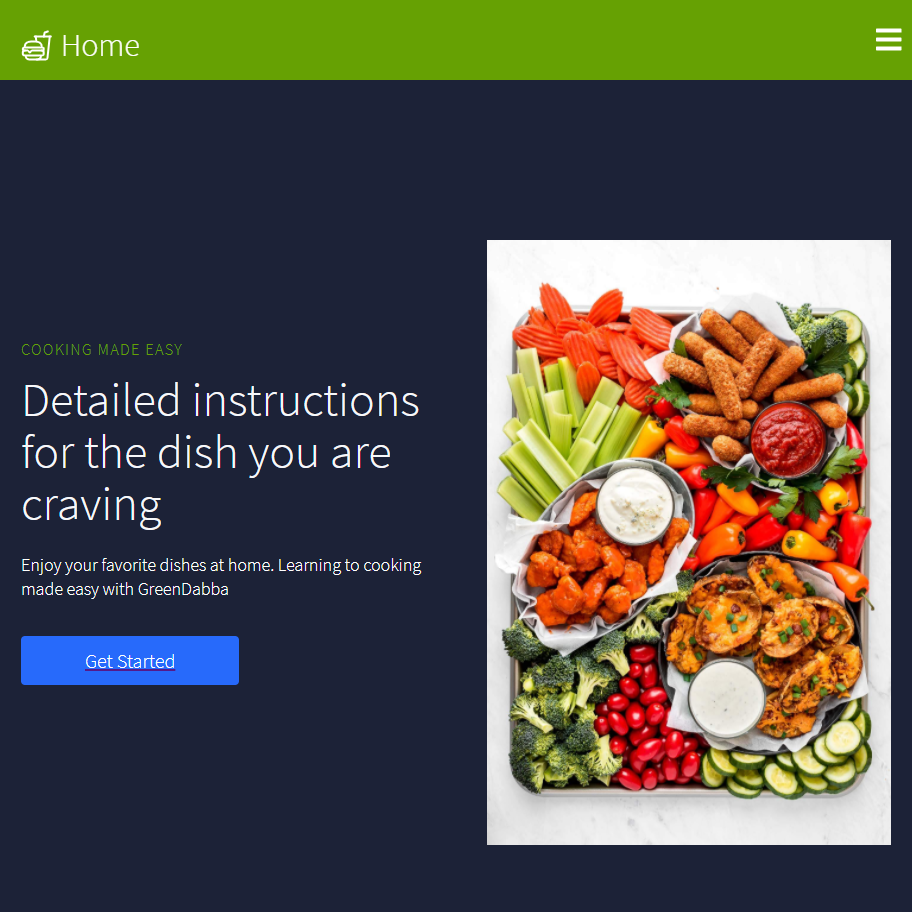 Home
COOKING MADE EASY
Detailed instructions
for the dish you are
craving
Enjoy your favorite dishes at home. Learning to cooking
made easy with GreenDabba
Get Started